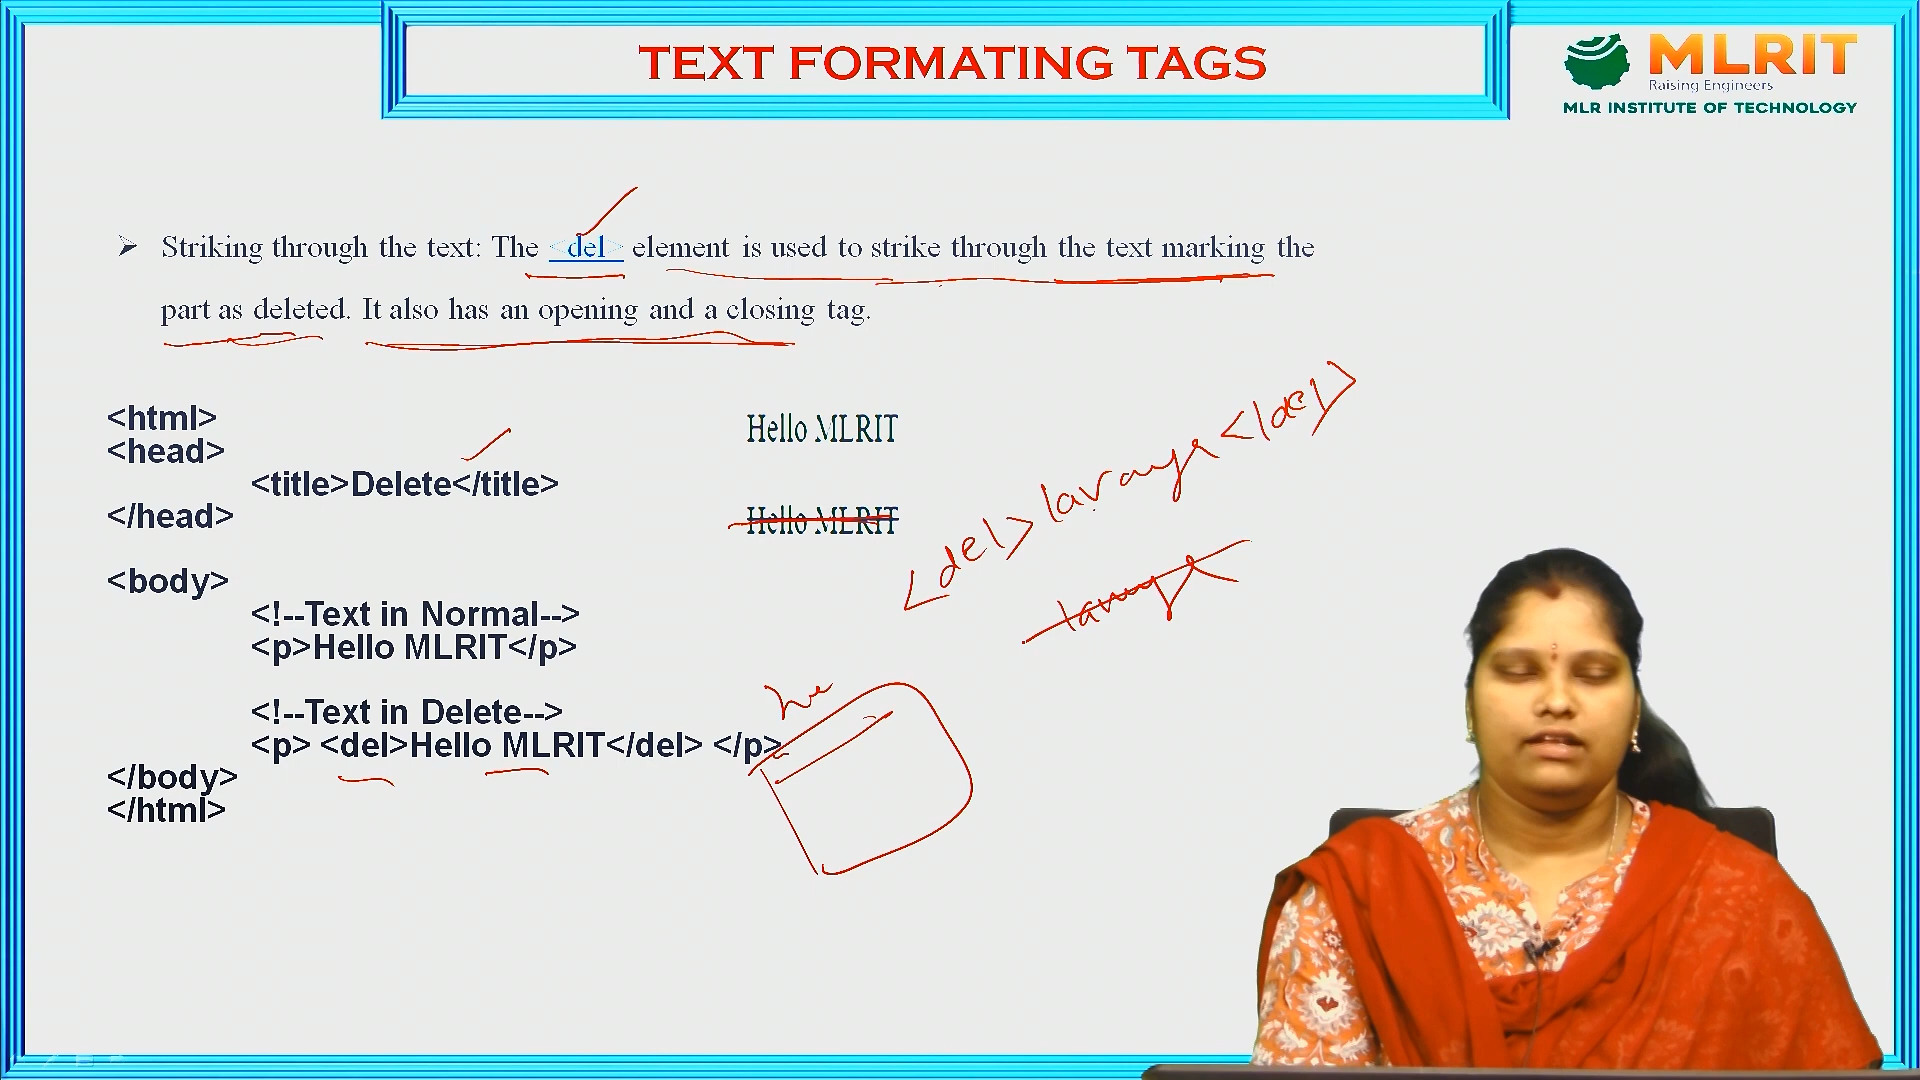 TEXT FORMATING TAGS
MLRIT
Raising Engineers
MLR INSTITUTE OF TECHNOLOGY
➢ Striking through the text: The <del> element is used to strike through the text marking the
part as deleted. It also has an opening and a closing tag.
<html>
<head>
<title>Delete</title>
</head>
<body>
<!--Text in Normal-->
<p>Hello MLRIT</p>
<!--Text in Delete-->
<p> <del>Hello MLRIT</del> </p>
</body>
</html>
Hello MLRIT
Hello MLRIT
<del>
</del>